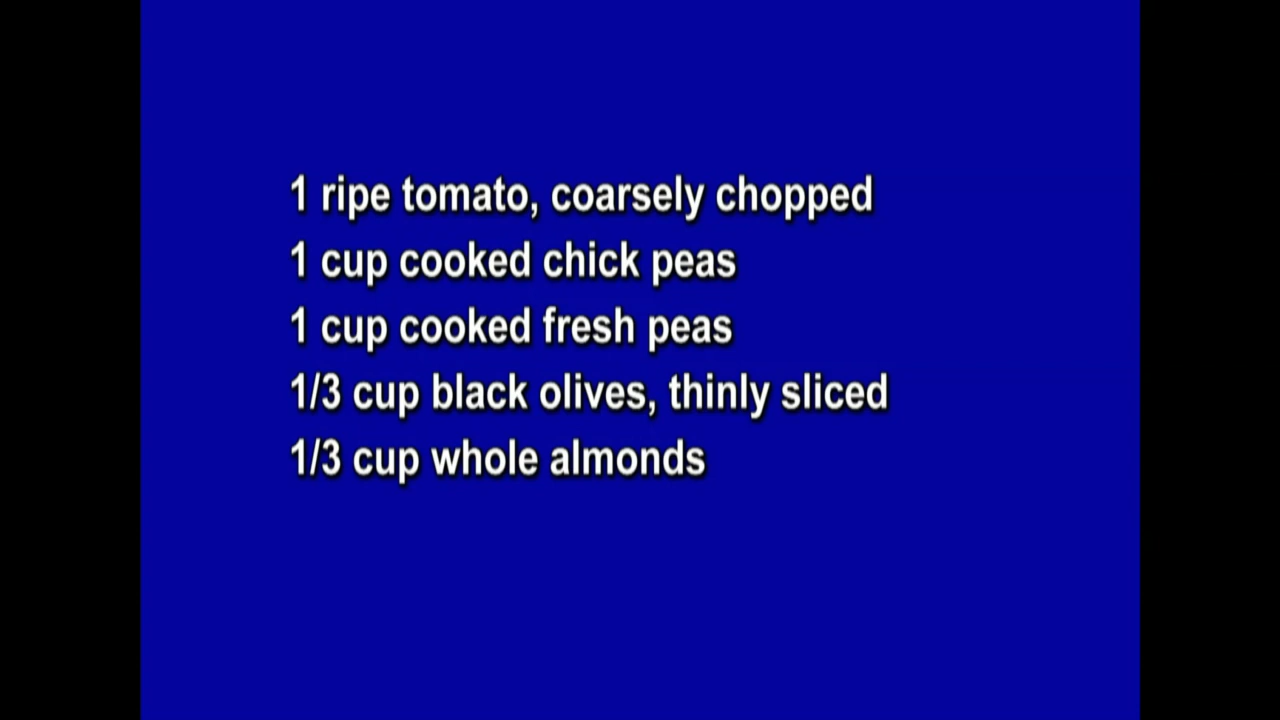 1 ripe tomato, coarsely chopped
1 cup cooked chick peas
1 cup cooked fresh peas
1/3 cup black olives, thinly sliced
1/3 cup whole almonds